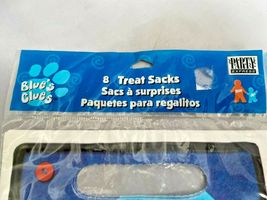 Blue's
Clues
8 Treat Sacks
Sacs à surprises
Paquetes para regalitos
PARTY
EXPRESS